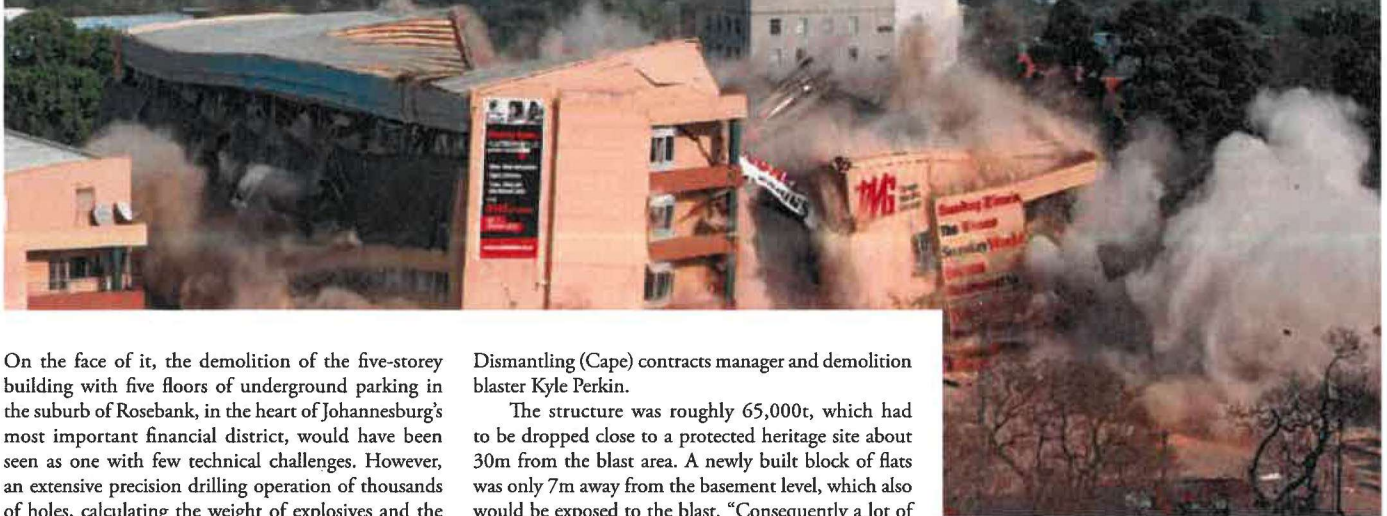 TMG
Sunday Times
The Times
Sowetan
On the face of it, the demolition of the five-storey
building with five floors of underground parking in
the suburb of Rosebank, in the heart of Johannesburg's
most important financial district, would have been
seen as one with few technical challenges. However,
an extensive precision drilling operation of thousands
of holes, calculating the weight of explosives and the
Dismantling (Cape) contracts manager and demolition
blaster Kyle Perkin.
The structure was roughly 65,000t, which had
to be dropped close to a protected heritage site about
30m from the blast area. A newly built block of flats
was only 7m away from the basement level, which also
would be exposed to the blast. "Consequently a lot of